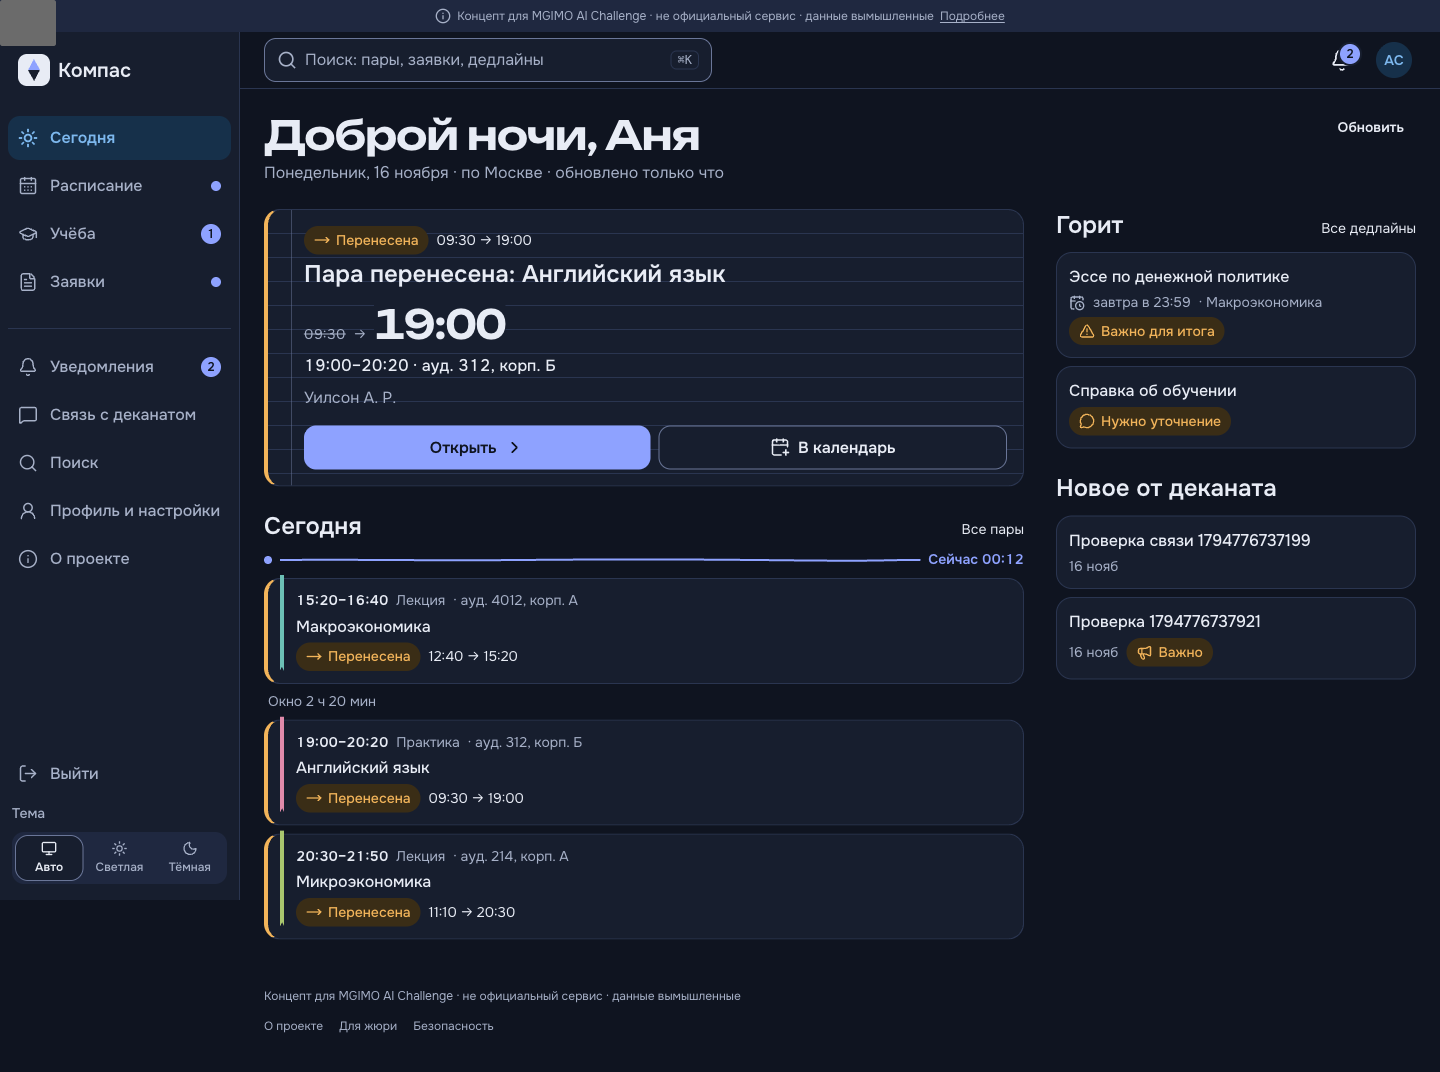 Концепт для MGIMO AI Challenge · не официальный сервис · данные вымышленные Подробнее
Компас
Поиск: пары, заявки, дедлайны ⌘K
2
АС
Сегодня
Расписание
Учёба 1
Заявки
Уведомления 2
Связь с деканатом
Поиск
Профиль и настройки
О проекте
Выйти
Тема
Авто Светлая Тёмная
Доброй ночи, Аня
Обновить
Понедельник, 16 ноября · по Москве · обновлено только что
Перенесена 09:30 → 19:00
Пара перенесена: Английский язык
09:30 → 19:00
19:00–20:20 · ауд. 312, корп. Б
Уилсон А. Р.
Открыть
В календарь
Сегодня
Все пары
Сейчас 00:12
15:20–16:40 Лекция · ауд. 4012, корп. А
Макроэкономика
Перенесена 12:40 → 15:20
Окно 2 ч 20 мин
19:00–20:20 Практика · ауд. 312, корп. Б
Английский язык
Перенесена 09:30 → 19:00
20:30–21:50 Лекция · ауд. 214, корп. А
Микроэкономика
Перенесена 11:10 → 20:30
Горит
Все дедлайны
Эссе по денежной политике
завтра в 23:59 · Макроэкономика
Важно для итога
Справка об обучении
Нужно уточнение
Новое от деканата
Проверка связи 1794776737199
16 нояб
Проверка 1794776737921
16 нояб Важно
Концепт для MGIMO AI Challenge · не официальный сервис · данные вымышленные
О проекте Для жюри Безопасность